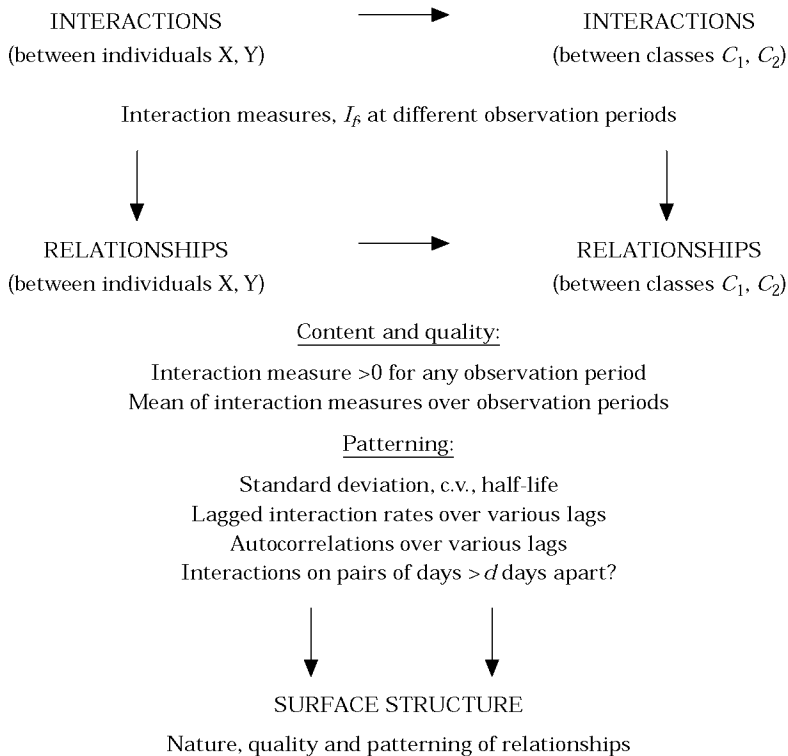 INTERACTIONS INTERACTIONS
(between individuals X, Y) (between classes C₁, C₂)
Interaction measures, Iₜ, at different observation periods
RELATIONSHIPS RELATIONSHIPS
(between individuals X, Y) (between classes C₁, C₂)
Content and quality:
Interaction measure >0 for any observation period
Mean of interaction measures over observation periods
Patterning:
Standard deviation, c.v., half-life
Lagged interaction rates over various lags
Autocorrelations over various lags
Interactions on pairs of days >d days apart?
SURFACE STRUCTURE
Nature, quality and patterning of relationships